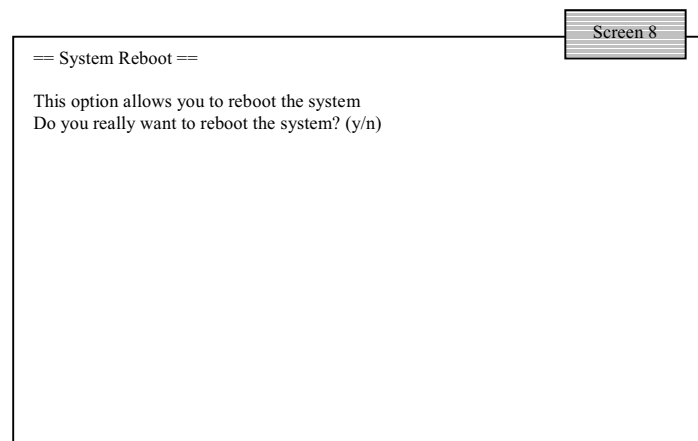 Screen 8
== System Reboot ==
This option allows you to reboot the system
Do you really want to reboot the system? (y/n)